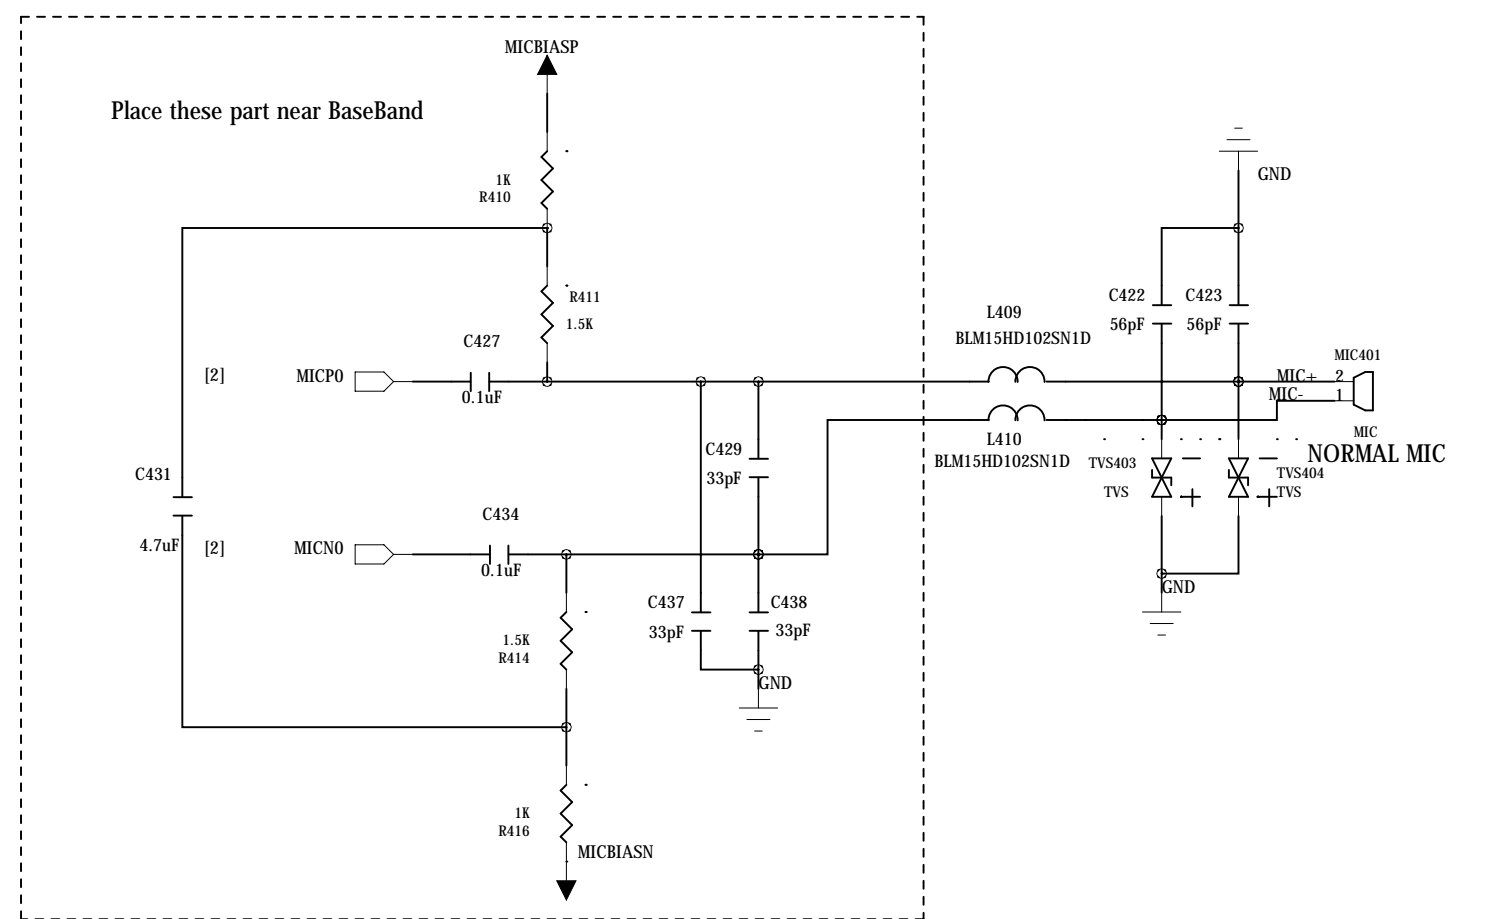 MICBIASP
Place these part near BaseBand
1K
R410
GND
R411
1.5K
C427
C422
C423
56pF
56pF
L409
BLM15HD102SN1D
[2]
MICP0
0.1uF
MIC401
MIC+
2
MIC-
1
MIC
NORMAL MIC
L410
BLM15HD102SN1D
C429
33pF
TVS403
TVS
TVS404
TVS
C431
4.7uF
[2]
MICN0
C434
0.1uF
C437
33pF
C438
33pF
GND
1.5K
R414
GND
1K
R416
MICBIASN